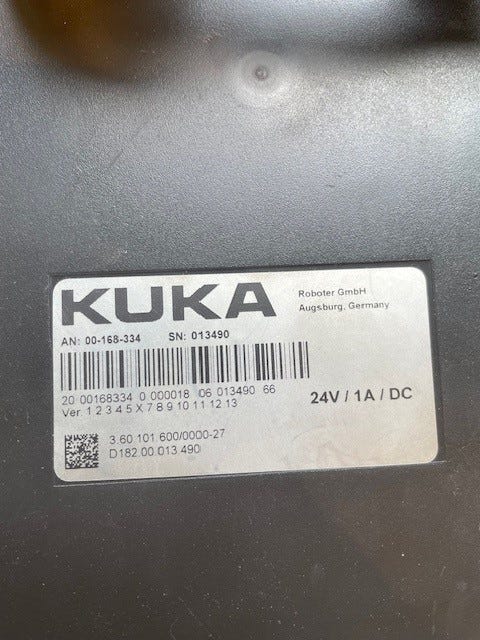 KUKA
Roboter GmbH
Augsburg, Germany
AN: 00-168-334 SN: 013490
20 00168334 0 000018 06 013490 66
Ver. 1 2 3 4 5 X 7 8 9 10 11 12 13
24V / 1A / DC
3.60 101 600/0000-27
D182.00 013.490